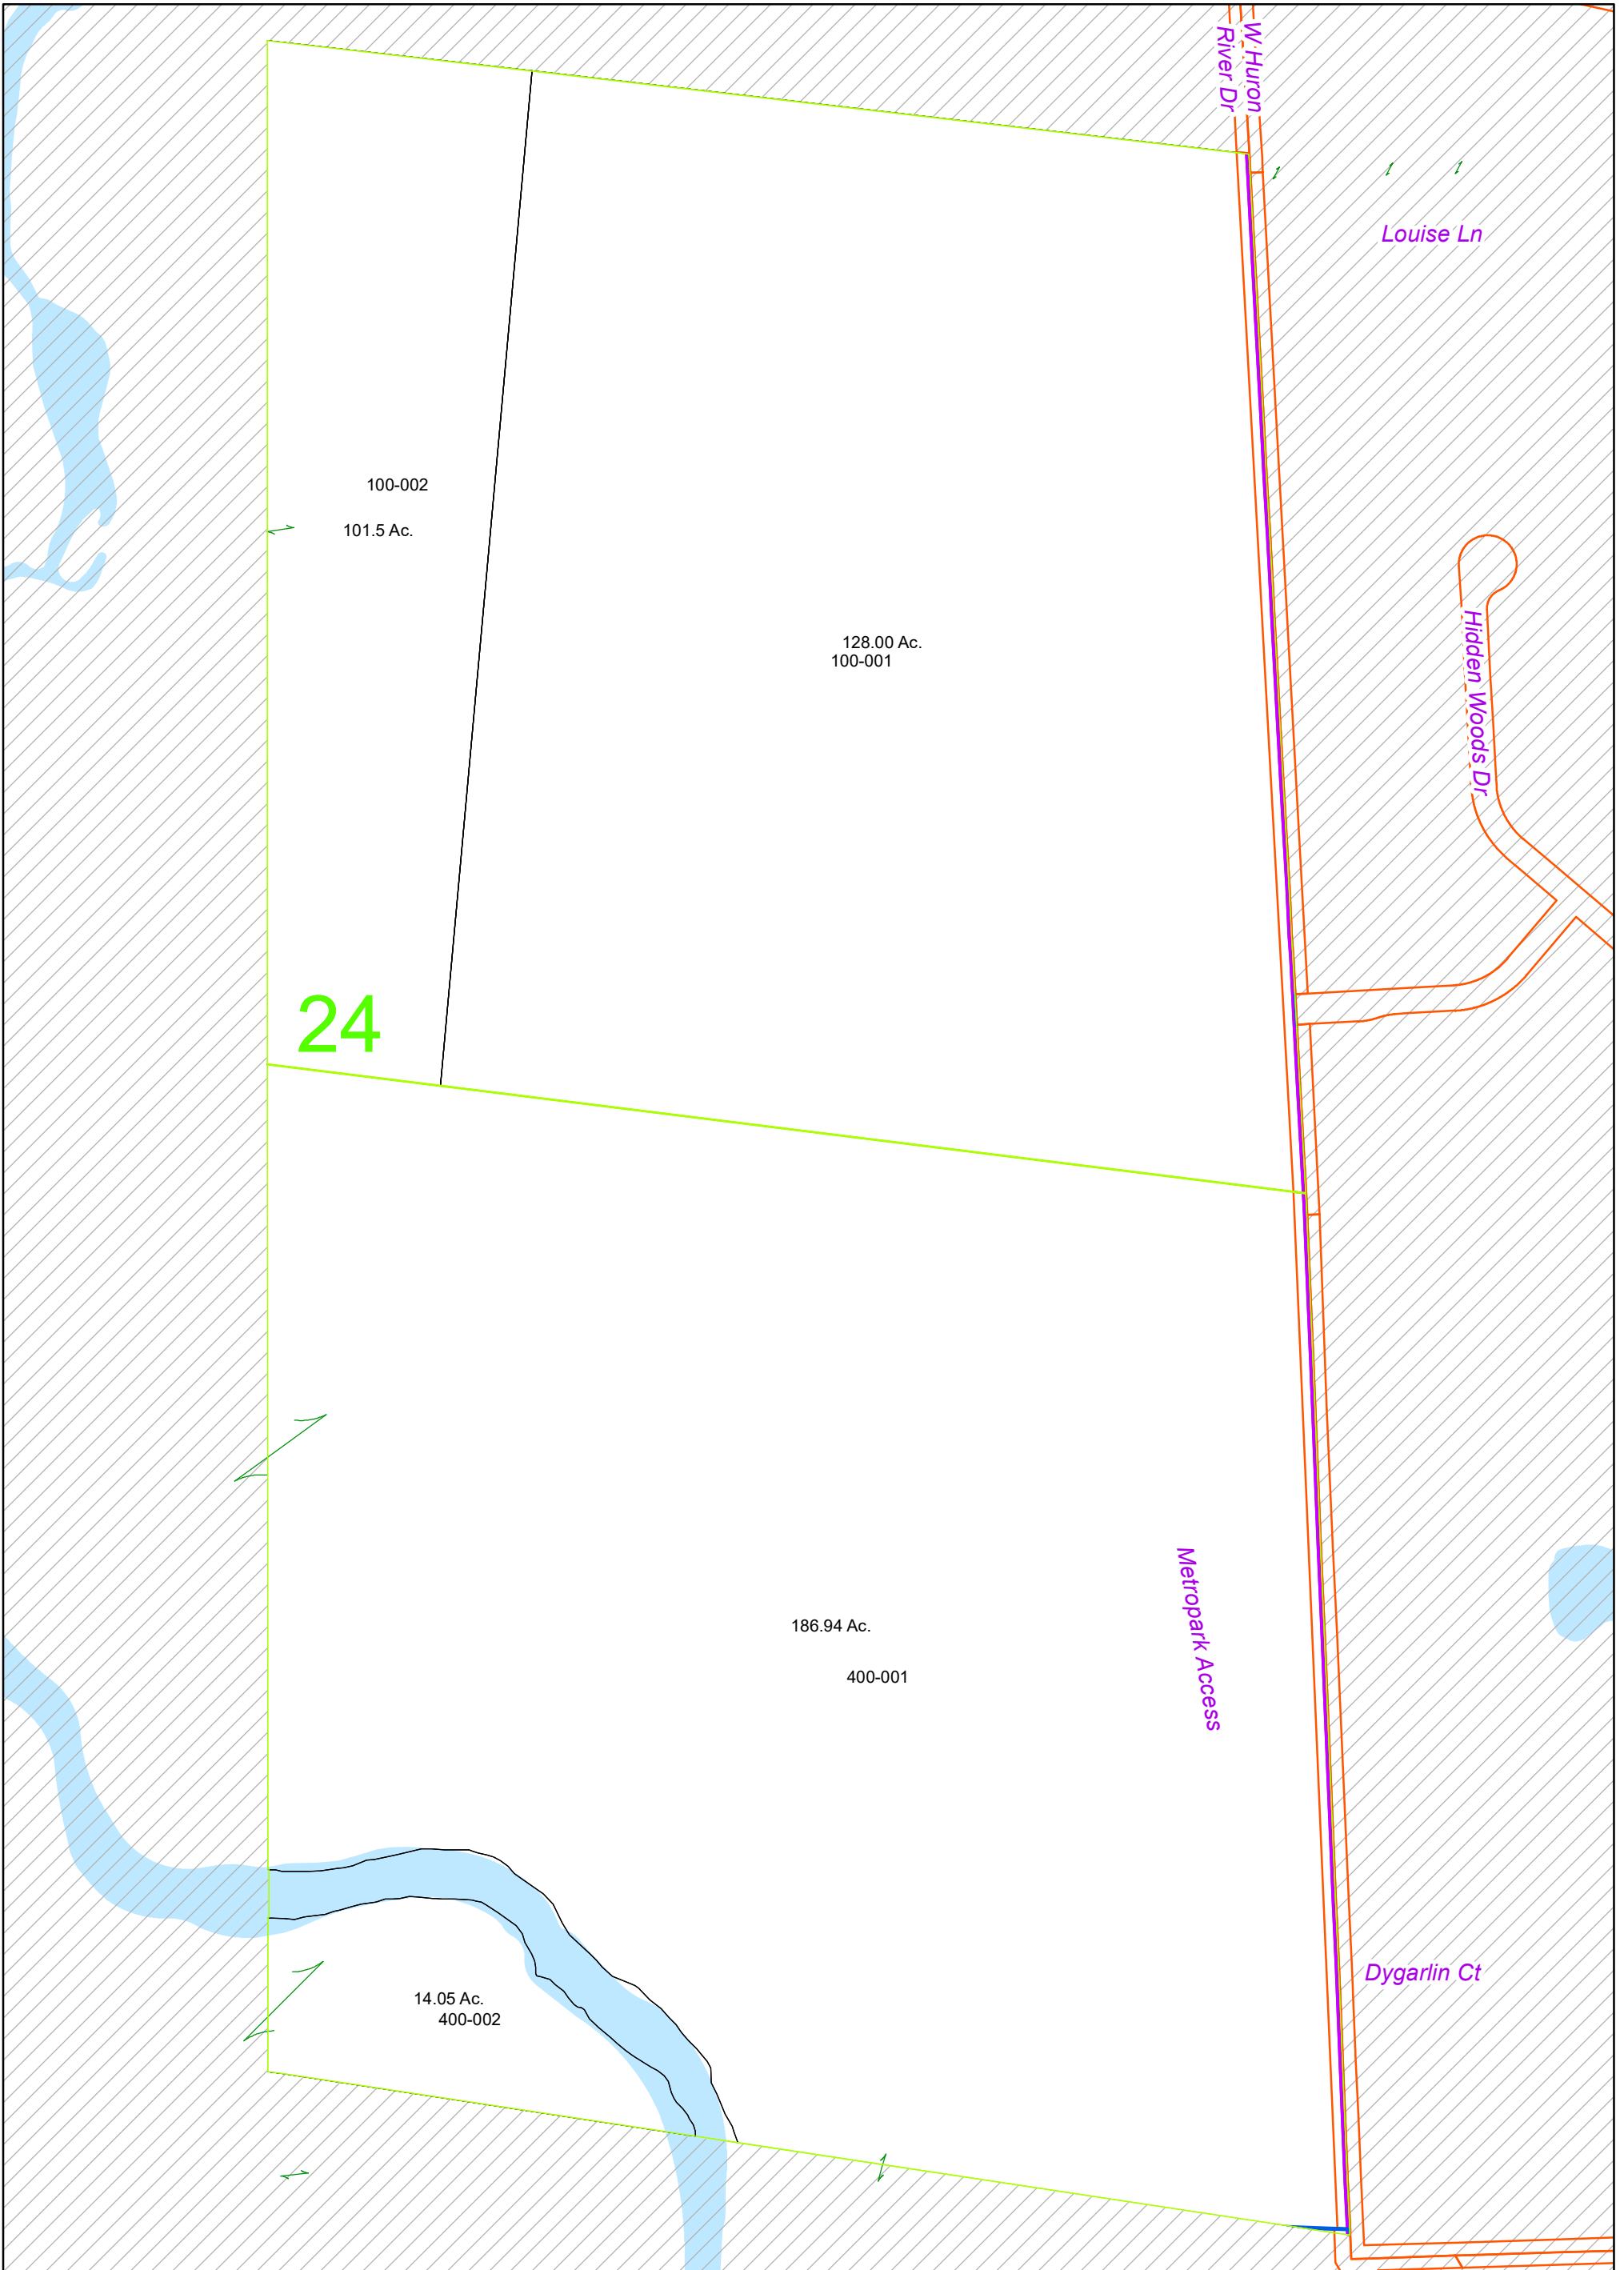 W Huron
River Dr
Louise Ln
100-002
101.5 Ac.
128.00 Ac.
100-001
Hidden Woods Dr
24
Metropark Access
186.94 Ac.
400-001
Dygarlin Ct
14.05 Ac.
400-002